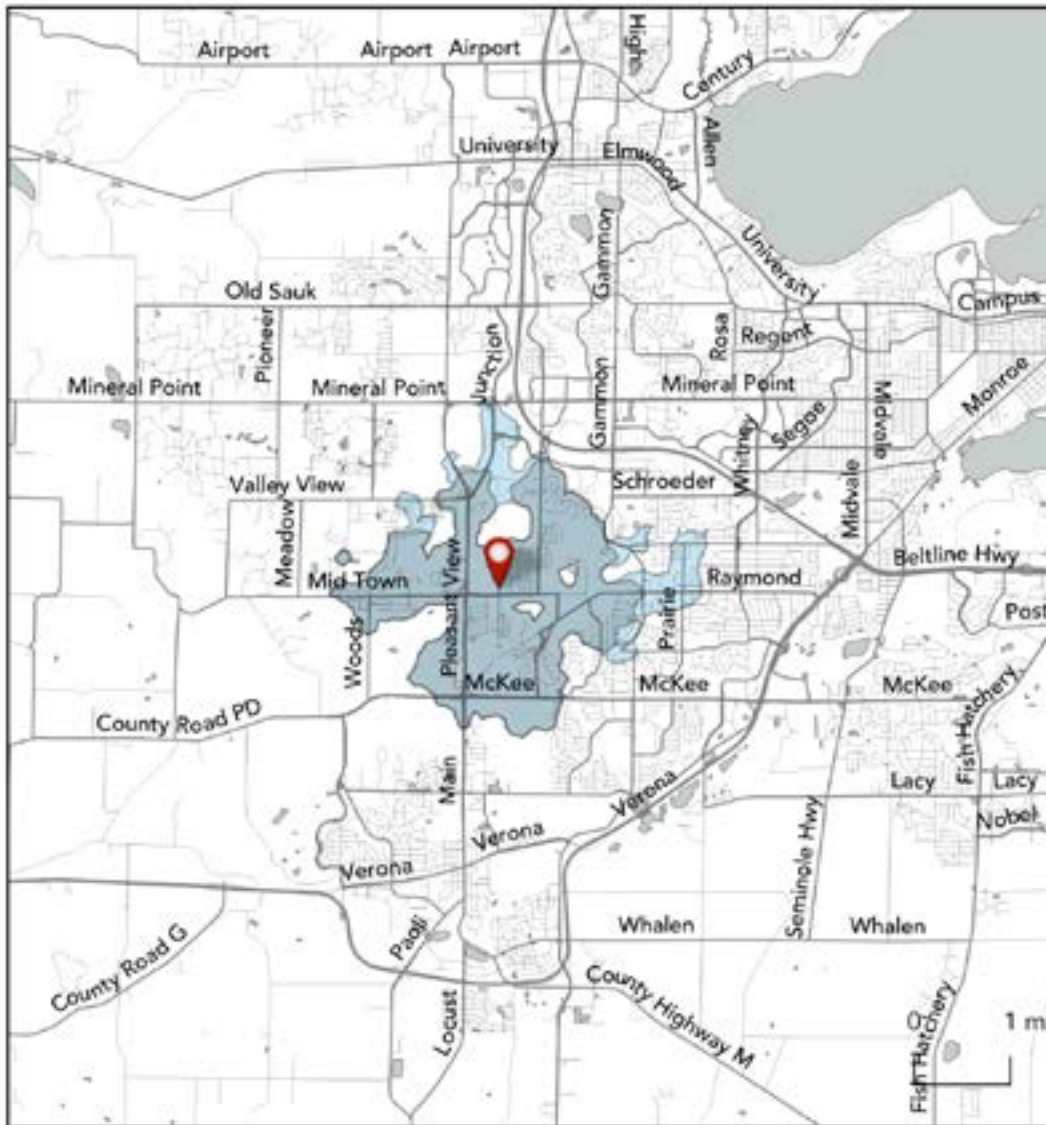 High
Airport Airport Airport
Century
Allen
University
Elmwood
Gammon
University
Old Sauk
Campus
Pioneer
Rosa
Regent
Junction
Mineral Point Mineral Point Mineral Point
Gammon
Midvale
Monroe
Segoe
Whitney
Valley View
Schroeder
Midvale
Meadow
Beltline Hwy
Mid Town
Pleasant View
Raymond
Post
Woods
Prairie
McKee McKee McKee
County Road PD
Fish Hatchery
Main
Lacy Lacy
Verona
Nobel
Verona
Seminole Hwy
Verona
Whalen Whalen
Paoli
County Road G
County Highway M
Locust
0 1 m
Fish Hatchery